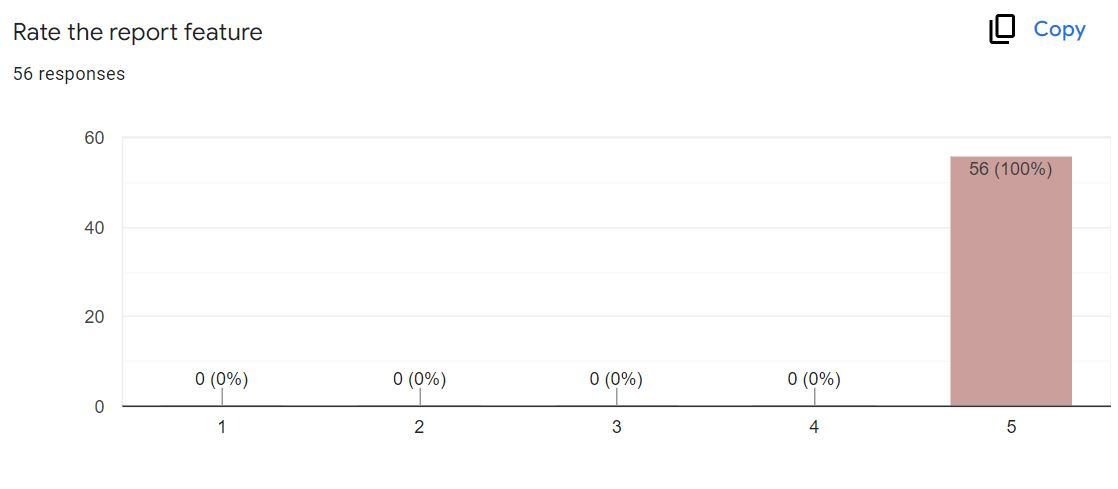 Rate the report feature
Copy
56 responses
60
56 (100%)
40
20
0 (0%) 0 (0%) 0 (0%) 0 (0%)
0
1 2 3 4 5